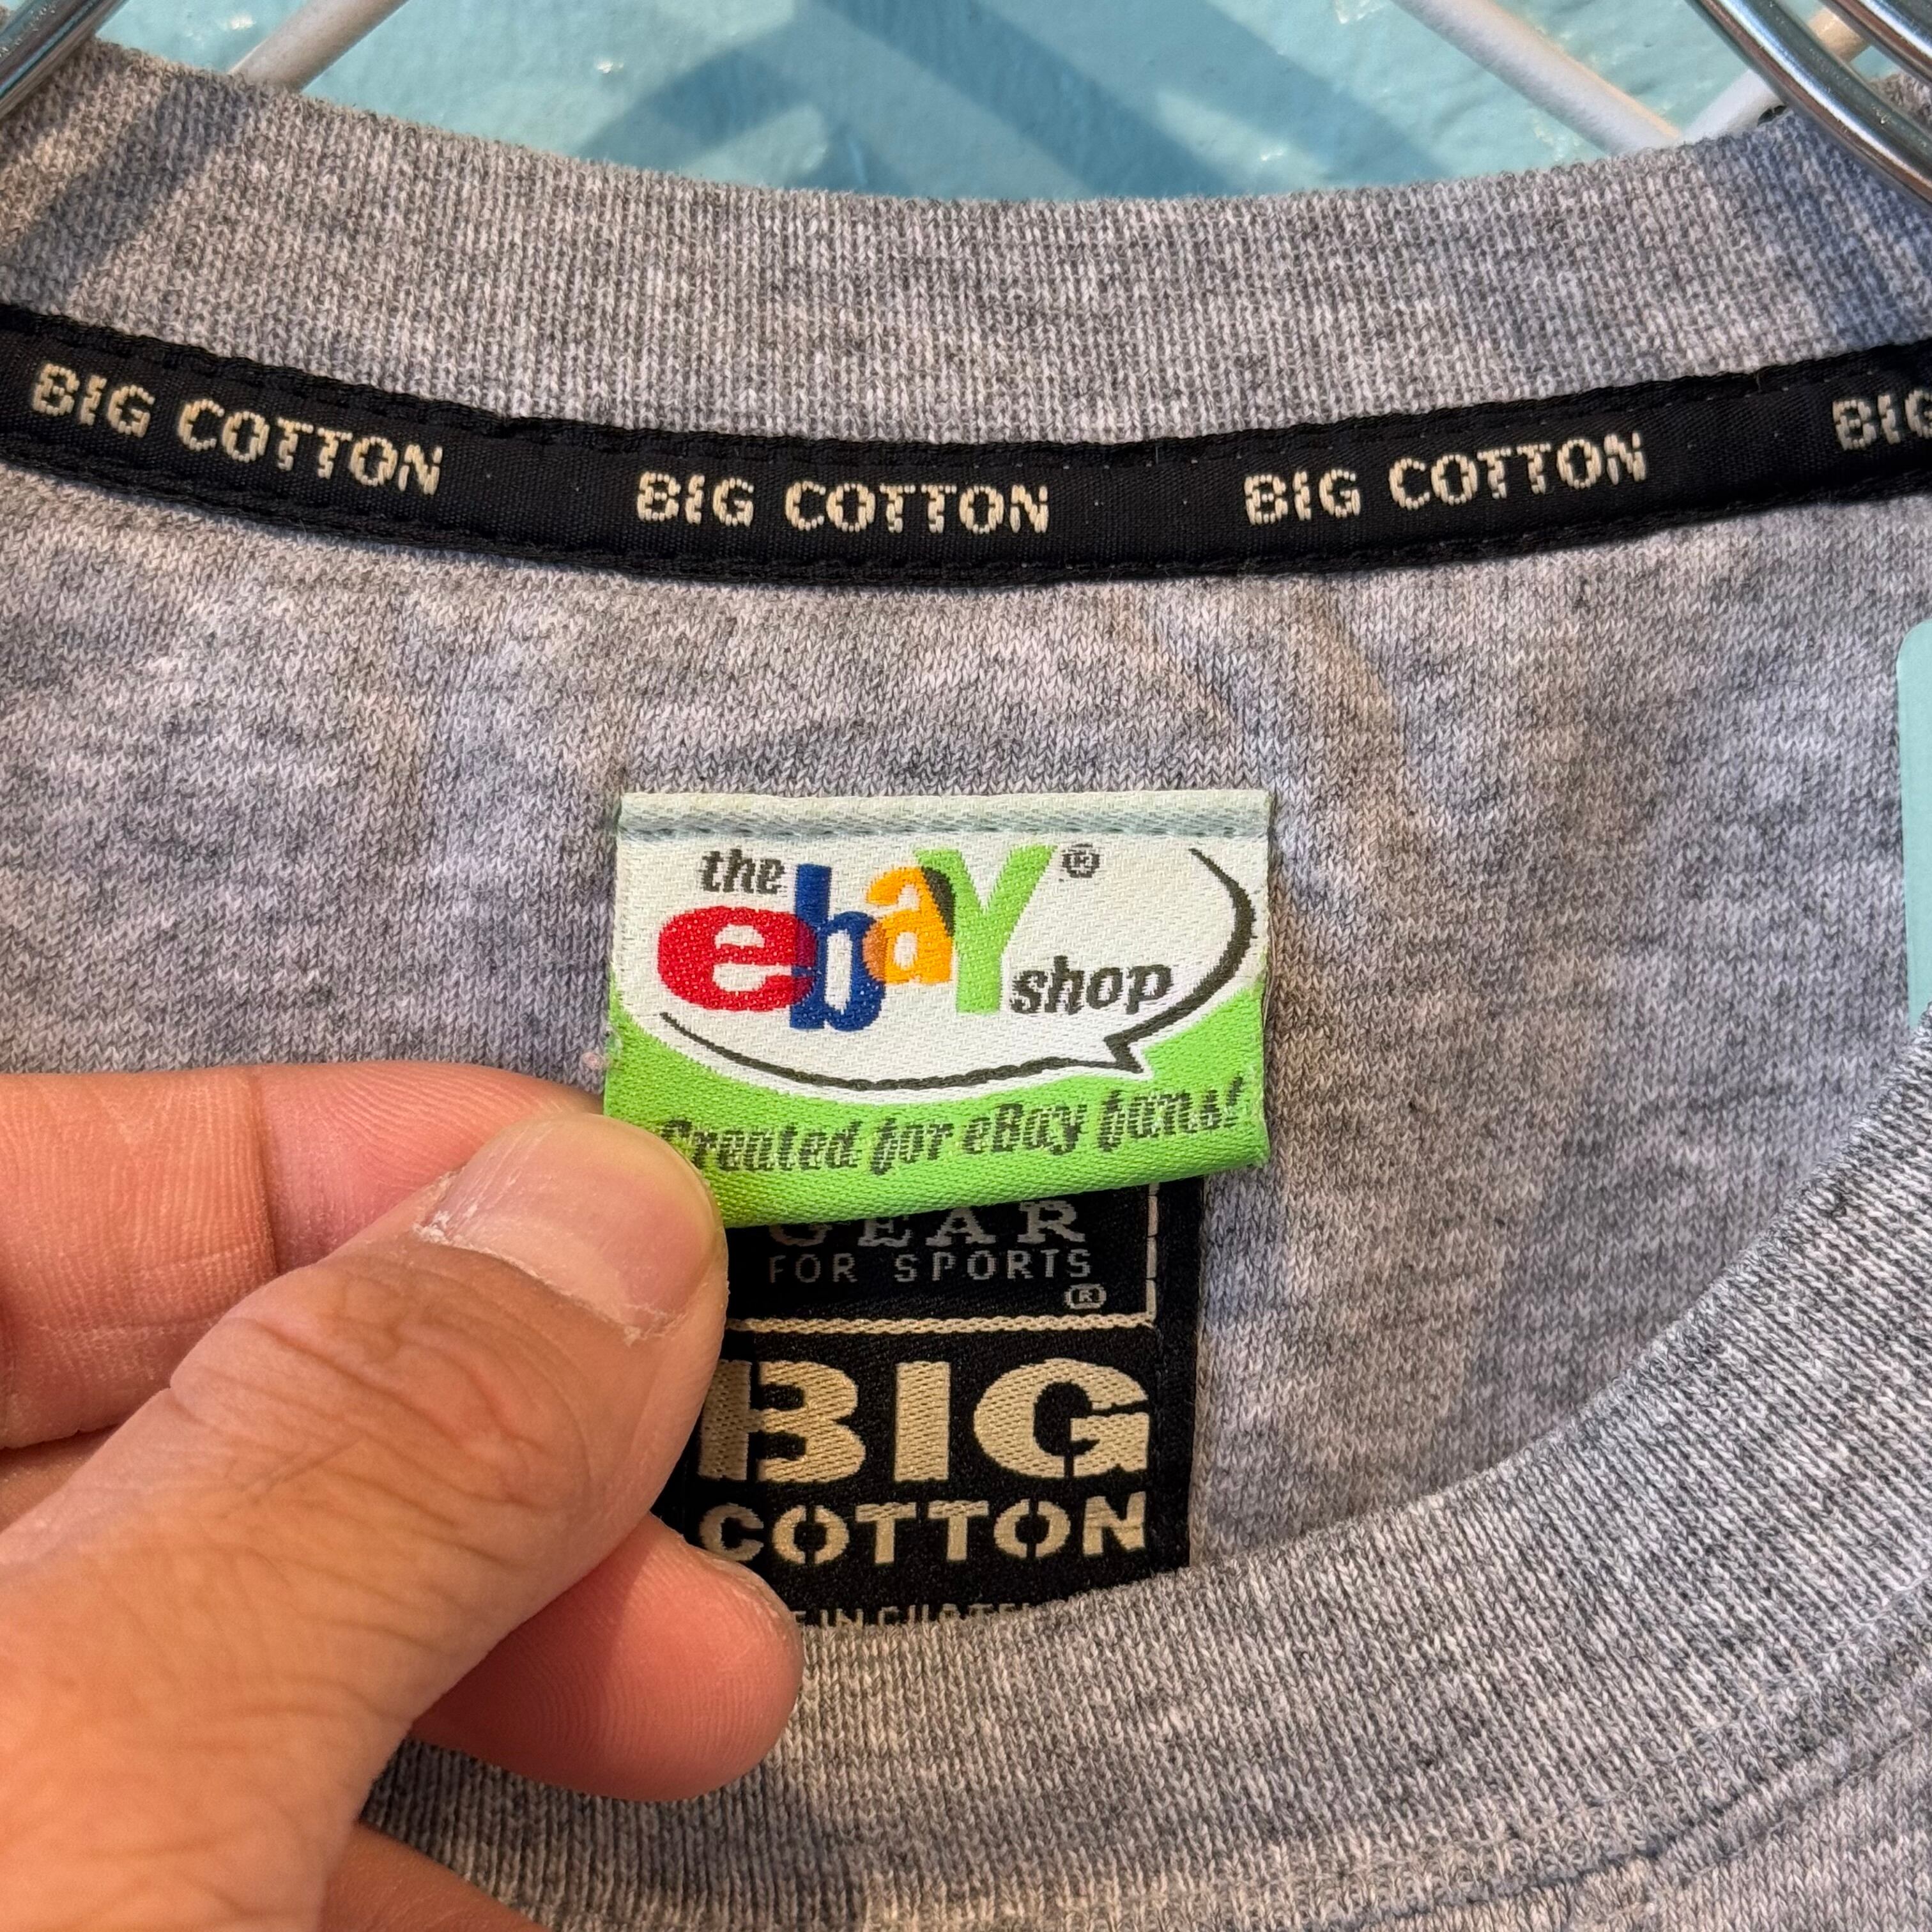 BIG COTTON BIG COTTON BIG COTTON BIG
the
ebaY®
shop
Created for eBay fans!
GEAR
FOR SPORTS
®
BIG
COTTON